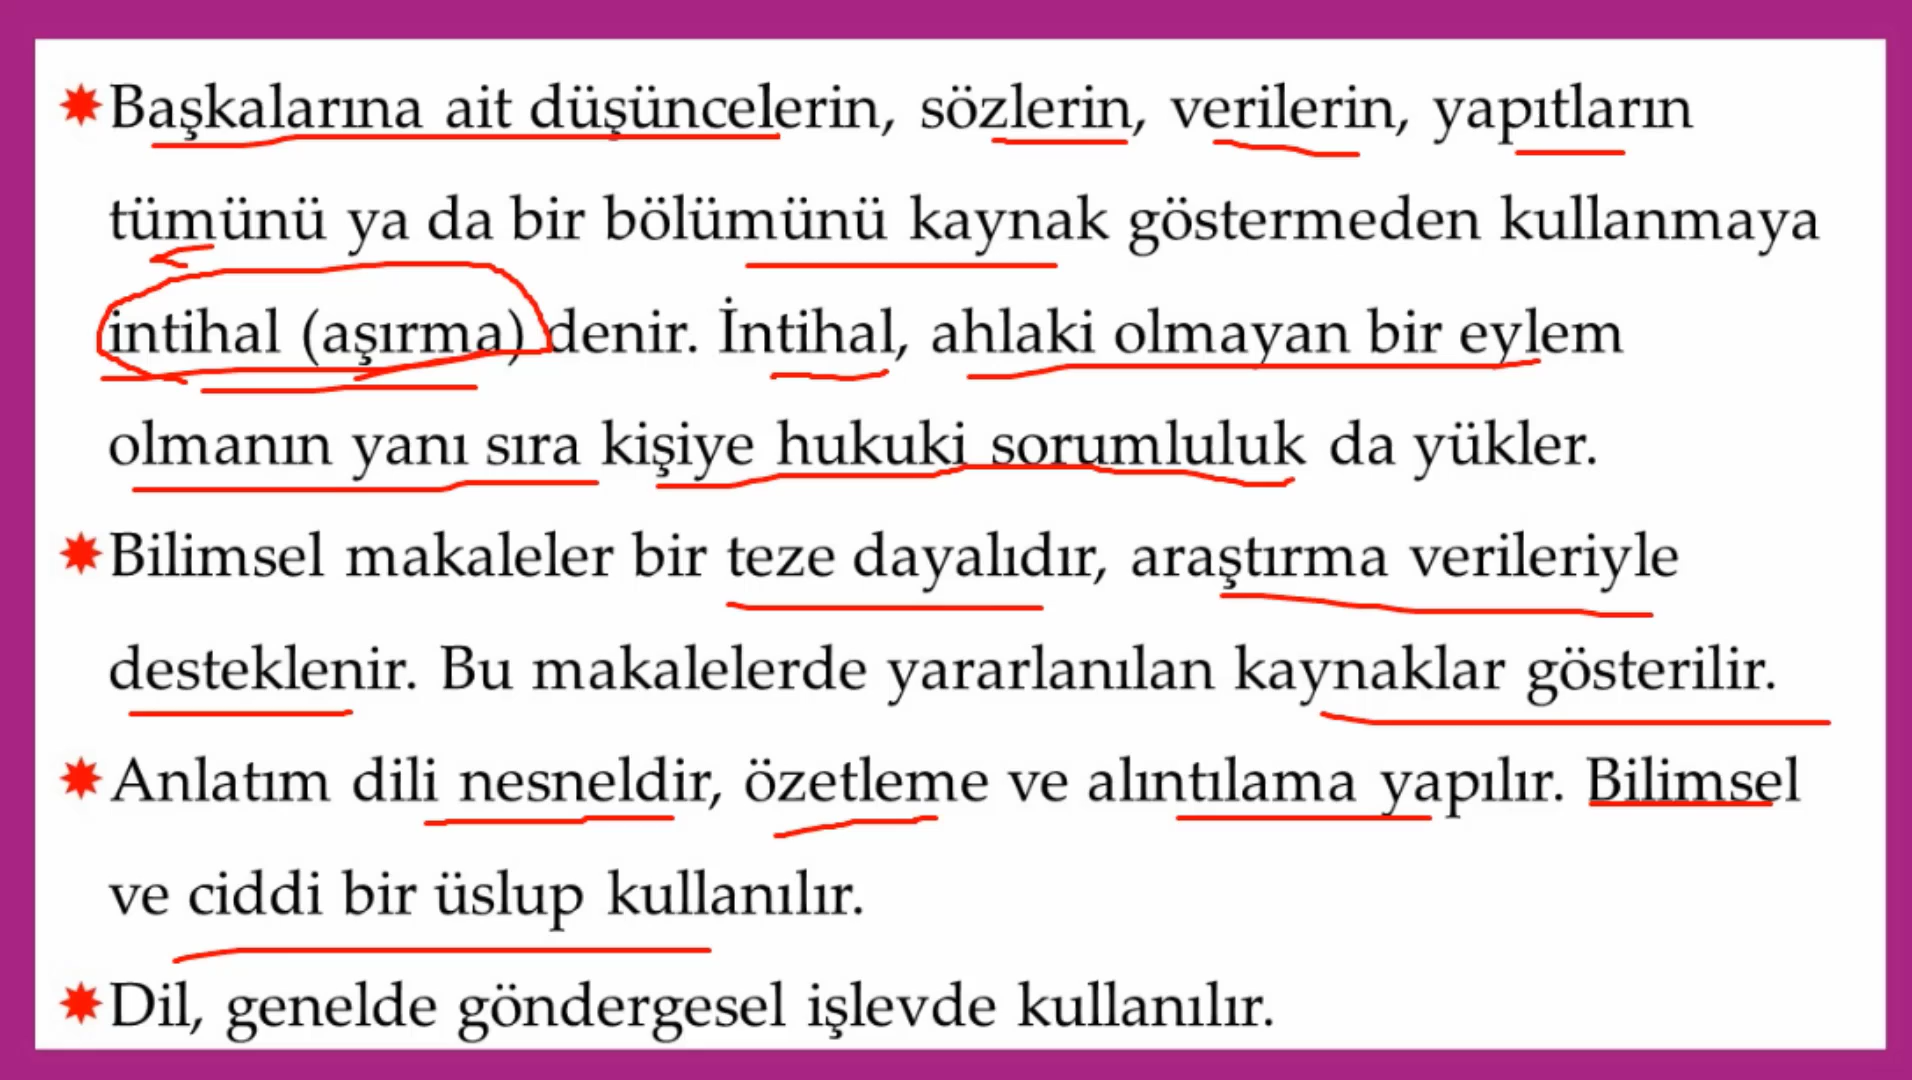 Başkalarına ait düşüncelerin, sözlerin, verilerin, yapıtların
tümünü ya da bir bölümünü kaynak göstermeden kullanmaya
intihal (aşırma) denir. İntihal, ahlaki olmayan bir eylem
olmanın yanı sıra kişiye hukuki sorumluluk da yükler.
Bilimsel makaleler bir teze dayalıdır, araştırma verileriyle
desteklenir. Bu makalelerde yararlanılan kaynaklar gösterilir.
Anlatım dili nesneldir, özetleme ve alıntılama yapılır. Bilimsel
ve ciddi bir üslup kullanılır.
Dil, genelde göndergesel işlevde kullanılır.